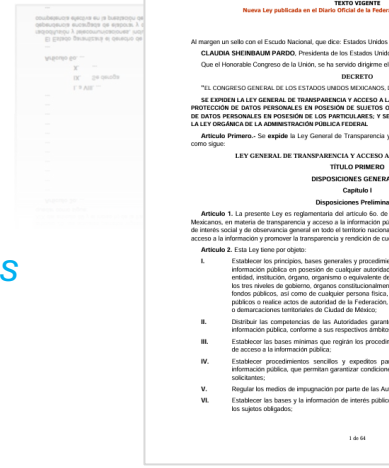 TEXTO VIGENTE
Nueva Ley publicada en el Diario Oficial de la Feder
Al margen un sello con el Escudo Nacional, que dice: Estados Unidos
CLAUDIA SHEINBAUM PARDO, Presidenta de los Estados Unido
Que el Honorable Congreso de la Unión, se ha servido dirigirme el
DECRETO
"EL CONGRESO GENERAL DE LOS ESTADOS UNIDOS MEXICANOS,
SE EXPIDEN LA LEY GENERAL DE TRANSPARENCIA Y ACCESO A LA
PROTECCIÓN DE DATOS PERSONALES EN POSESIÓN DE SUJETOS O
DE DATOS PERSONALES EN POSESIÓN DE LOS PARTICULARES; Y SE
LA LEY ORGÁNICA DE LA ADMINISTRACIÓN PÚBLICA FEDERAL
Artículo Primero.- Se expide la Ley General de Transparencia y
como sigue:
LEY GENERAL DE TRANSPARENCIA Y ACCESO A
TÍTULO PRIMERO
DISPOSICIONES GENERA
Capítulo I
Disposiciones Prelimina
Artículo 1. La presente Ley es reglamentaria del artículo 6o. de
Mexicanos, en materia de transparencia y acceso a la información pú
de interés social y de observancia general en todo el territorio naciona
acceso a la información y promover la transparencia y rendición de cue
Artículo 2. Esta Ley tiene por objeto:
I. Establecer los principios, bases generales y procedimie
información pública en posesión de cualquier autoridad
entidad, institución, órgano, organismo o equivalente de
los tres niveles de gobierno, órganos constitucionalmen
fondos públicos, así como de cualquier persona física,
públicos o realice actos de autoridad de la Federación,
o demarcaciones territoriales de Ciudad de México;
II. Distribuir las competencias de las Autoridades garant
información pública, conforme a sus respectivos ámbito
III. Establecer las bases mínimas que regirán los procedim
de acceso a la información pública;
IV. Establecer procedimientos sencillos y expeditos pa
información pública, que permitan garantizar condicione
solicitantes;
V. Regular los medios de impugnación por parte de las Au
VI. Establecer las bases y la información de interés público
los sujetos obligados;
1 de 64
s